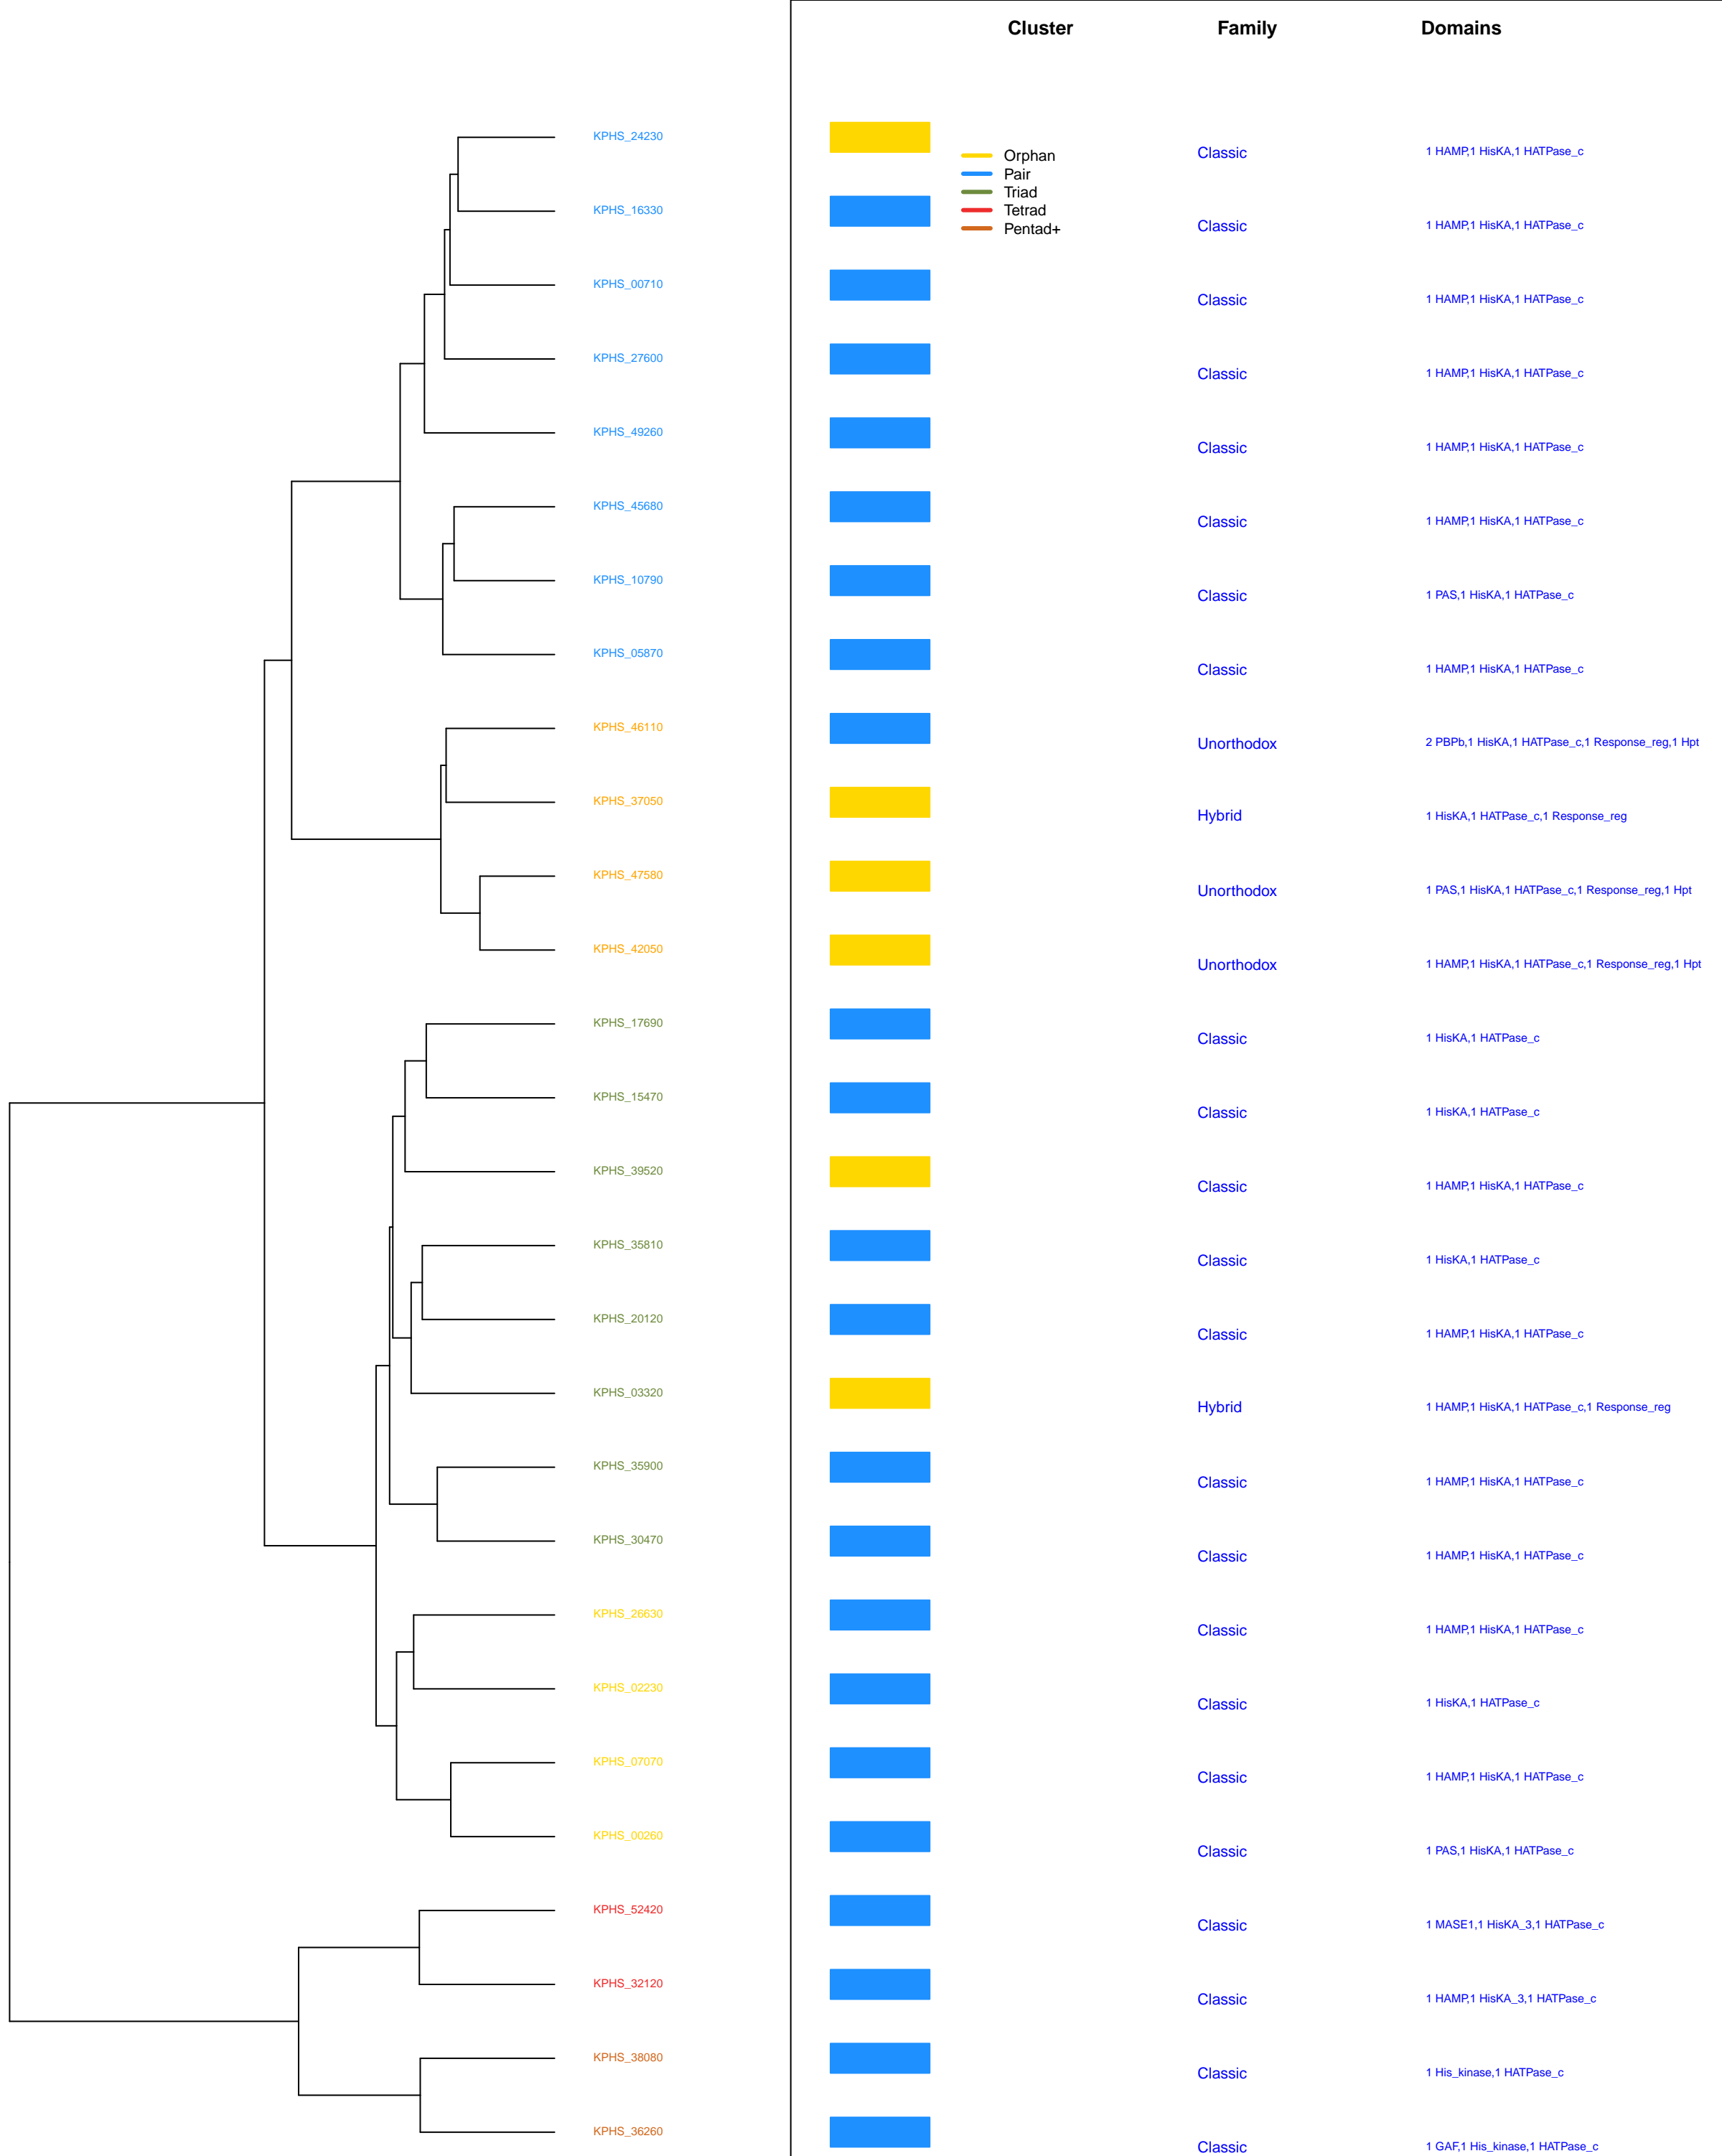 Cluster Family Domains
KPHS_24230 Classic 1 HAMP,1 HisKA,1 HATPase_c
Orphan
Pair
Triad
Tetrad
Pentad+
KPHS_16330 Classic 1 HAMP,1 HisKA,1 HATPase_c
KPHS_00710 Classic 1 HAMP,1 HisKA,1 HATPase_c
KPHS_27600 Classic 1 HAMP,1 HisKA,1 HATPase_c
KPHS_49260 Classic 1 HAMP,1 HisKA,1 HATPase_c
KPHS_45680 Classic 1 HAMP,1 HisKA,1 HATPase_c
KPHS_10790 Classic 1 PAS,1 HisKA,1 HATPase_c
KPHS_05870 Classic 1 HAMP,1 HisKA,1 HATPase_c
KPHS_46110 Unorthodox 2 PBPb,1 HisKA,1 HATPase_c,1 Response_reg,1 Hpt
KPHS_37050 Hybrid 1 HisKA,1 HATPase_c,1 Response_reg
KPHS_47580 Unorthodox 1 PAS,1 HisKA,1 HATPase_c,1 Response_reg,1 Hpt
KPHS_42050 Unorthodox 1 HAMP,1 HisKA,1 HATPase_c,1 Response_reg,1 Hpt
KPHS_17690 Classic 1 HisKA,1 HATPase_c
KPHS_15470 Classic 1 HisKA,1 HATPase_c
KPHS_39520 Classic 1 HAMP,1 HisKA,1 HATPase_c
KPHS_35810 Classic 1 HisKA,1 HATPase_c
KPHS_20120 Classic 1 HAMP,1 HisKA,1 HATPase_c
KPHS_03320 Hybrid 1 HAMP,1 HisKA,1 HATPase_c,1 Response_reg
KPHS_35900 Classic 1 HAMP,1 HisKA,1 HATPase_c
KPHS_30470 Classic 1 HAMP,1 HisKA,1 HATPase_c
KPHS_26630 Classic 1 HAMP,1 HisKA,1 HATPase_c
KPHS_02230 Classic 1 HisKA,1 HATPase_c
KPHS_07070 Classic 1 HAMP,1 HisKA,1 HATPase_c
KPHS_00260 Classic 1 PAS,1 HisKA,1 HATPase_c
KPHS_52420 Classic 1 MASE1,1 HisKA_3,1 HATPase_c
KPHS_32120 Classic 1 HAMP,1 HisKA_3,1 HATPase_c
KPHS_38080 Classic 1 His_kinase,1 HATPase_c
KPHS_36260 Classic 1 GAF,1 His_kinase,1 HATPase_c